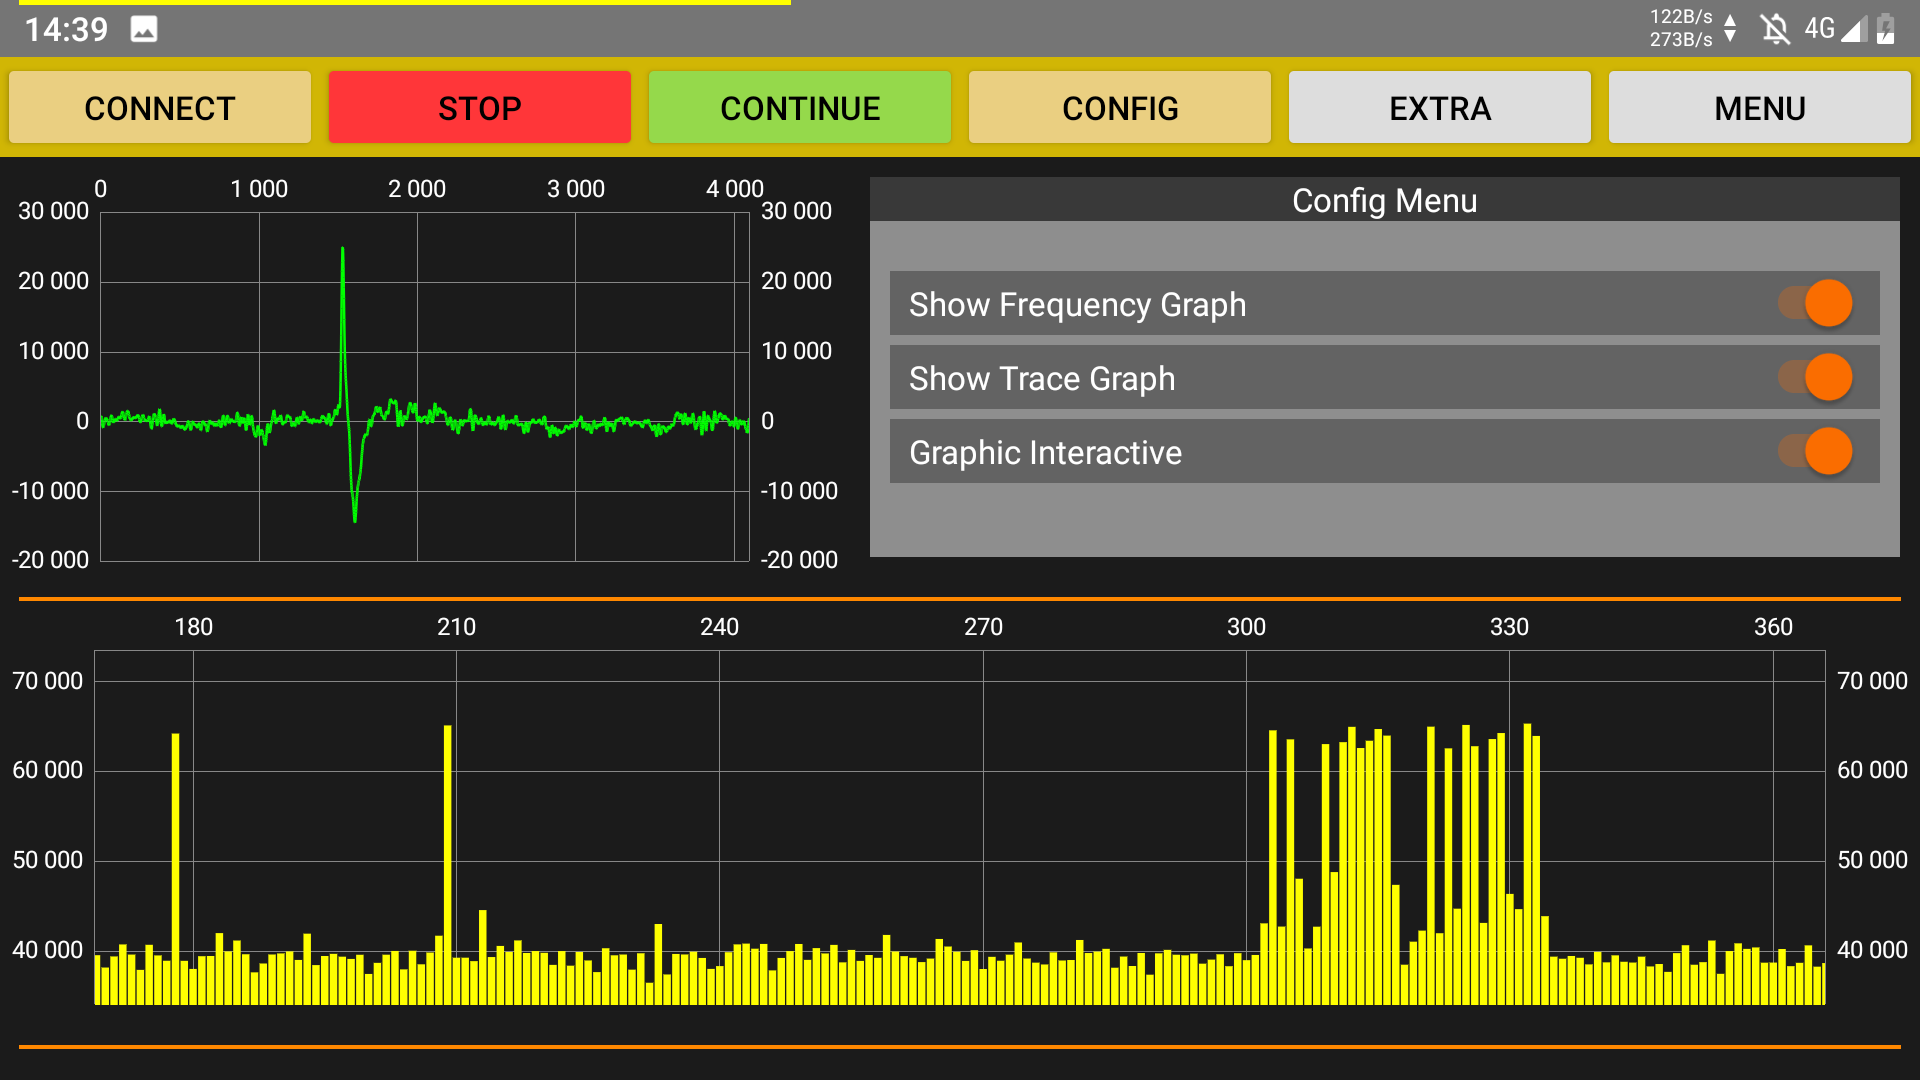 14:39
122B/s
273B/s
4G
CONNECT STOP CONTINUE CONFIG EXTRA MENU
0 1 000 2 000 3 000 4 000
30 000 30 000
20 000 20 000
10 000 10 000
0 0
-10 000 -10 000
-20 000 -20 000
Config Menu
Show Frequency Graph
Show Trace Graph
Graphic Interactive
180 210 240 270 300 330 360
70 000 70 000
60 000 60 000
50 000 50 000
40 000 40 000